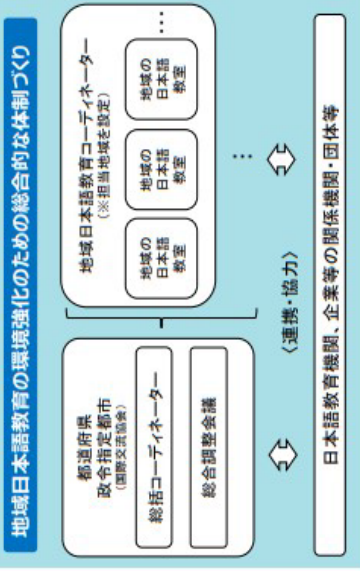 地域日本語教育の環境強化のための総合的な体制づくり
都道府県
政令指定都市
(国際交流協会)
総括コーディネーター
総合調整会議
地域日本語教育コーディネーター
(※担当地域を設定)
地域の
日本語
教室
地域の
日本語
教室
地域の
日本語
教室
…
…
〈連携・協力〉
日本語教育機関、企業等の関係機関・団体等